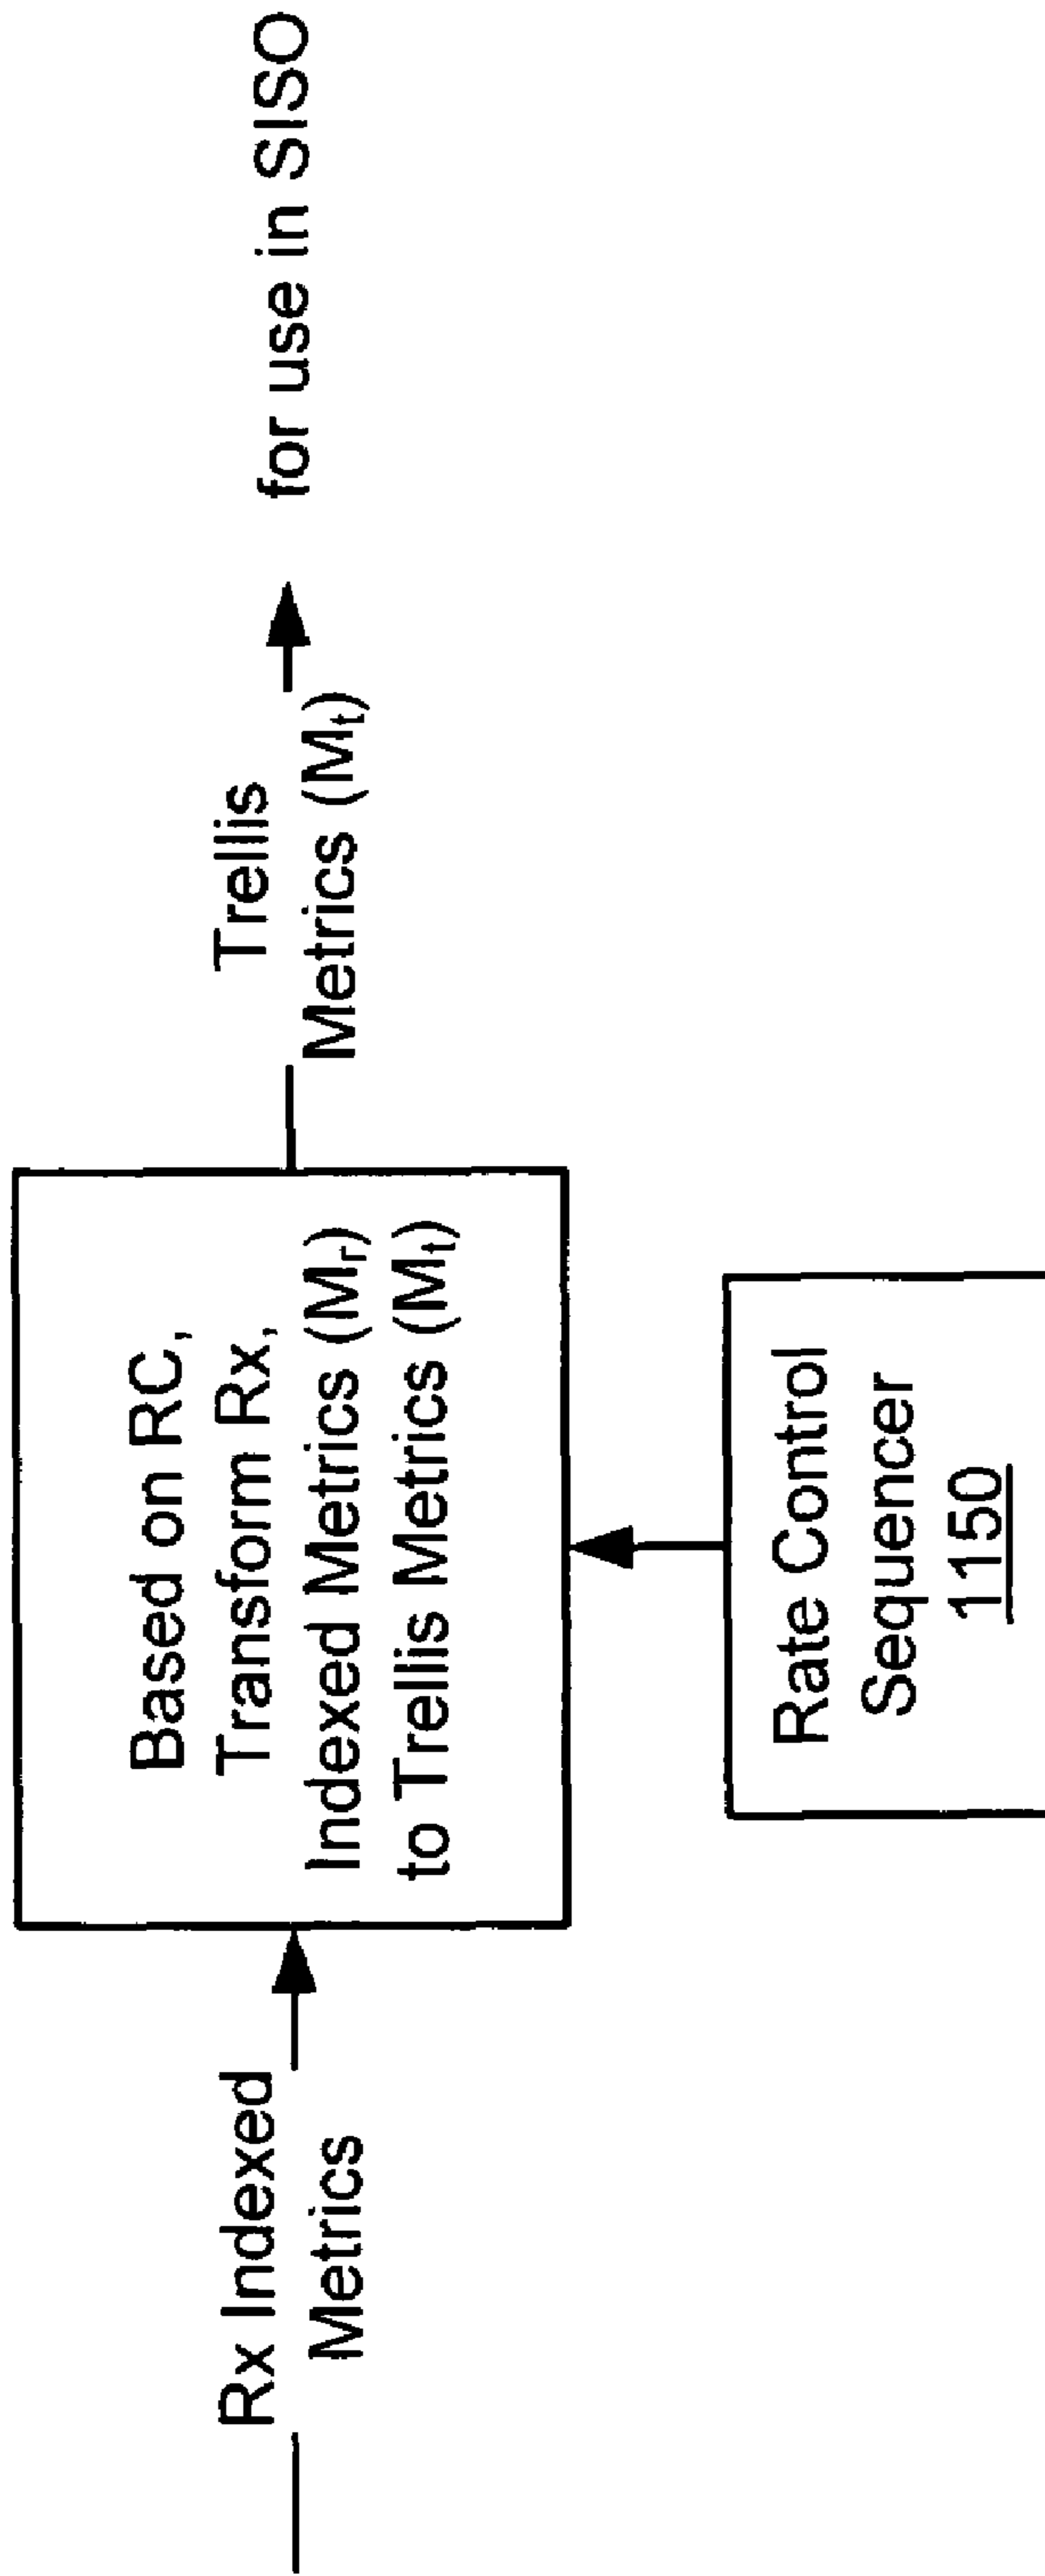 Rx Indexed
Metrics
Based on RC,
Transform Rx,
Indexed Metrics (Mr)
to Trellis Metrics (Mt)
Trellis
Metrics (Mt)
for use in SISO
Rate Control
Sequencer
1150